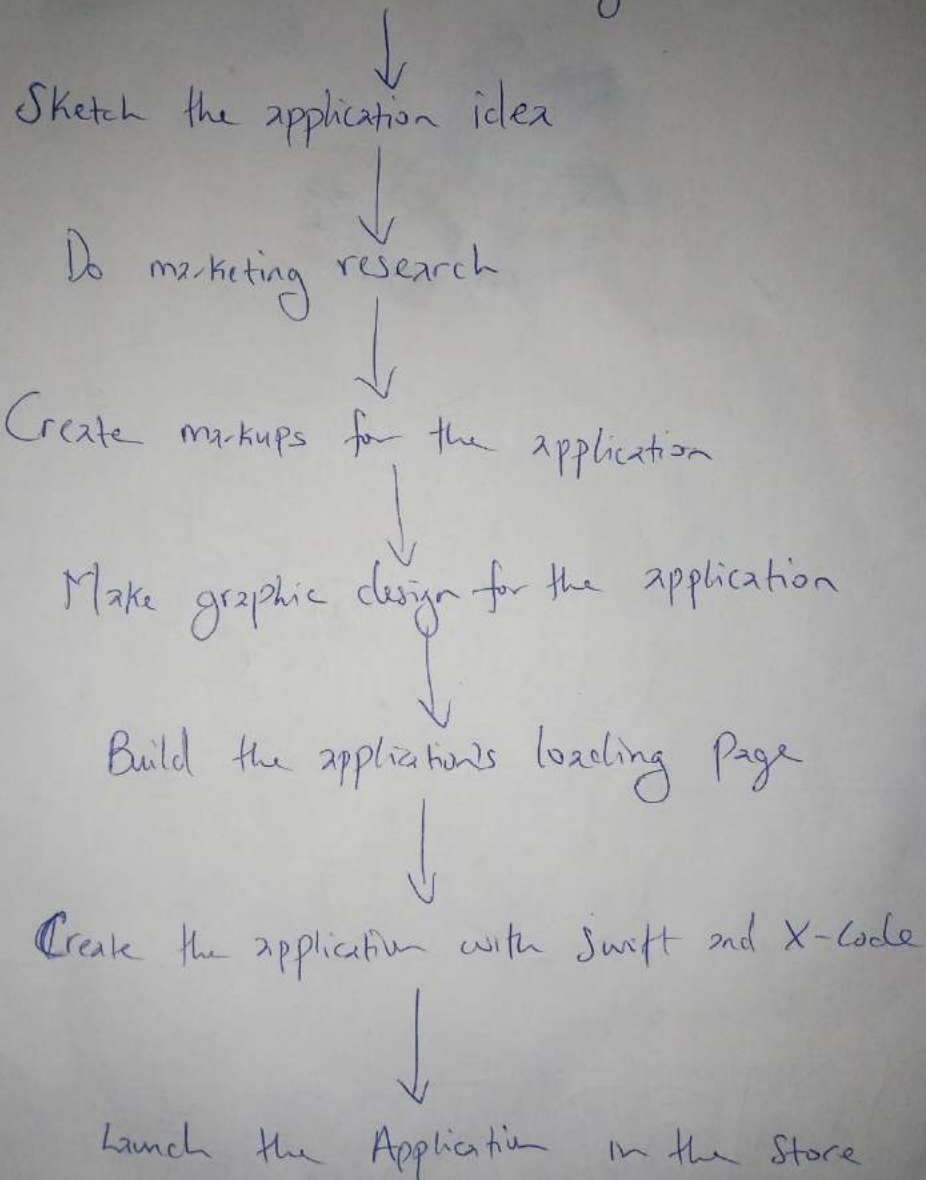 Sketch the application idea
Do marketing research
Create markups for the application
Make graphic design for the application
Build the application's loading Page
Create the application with Swift and X-Code
Launch the Application in the Store